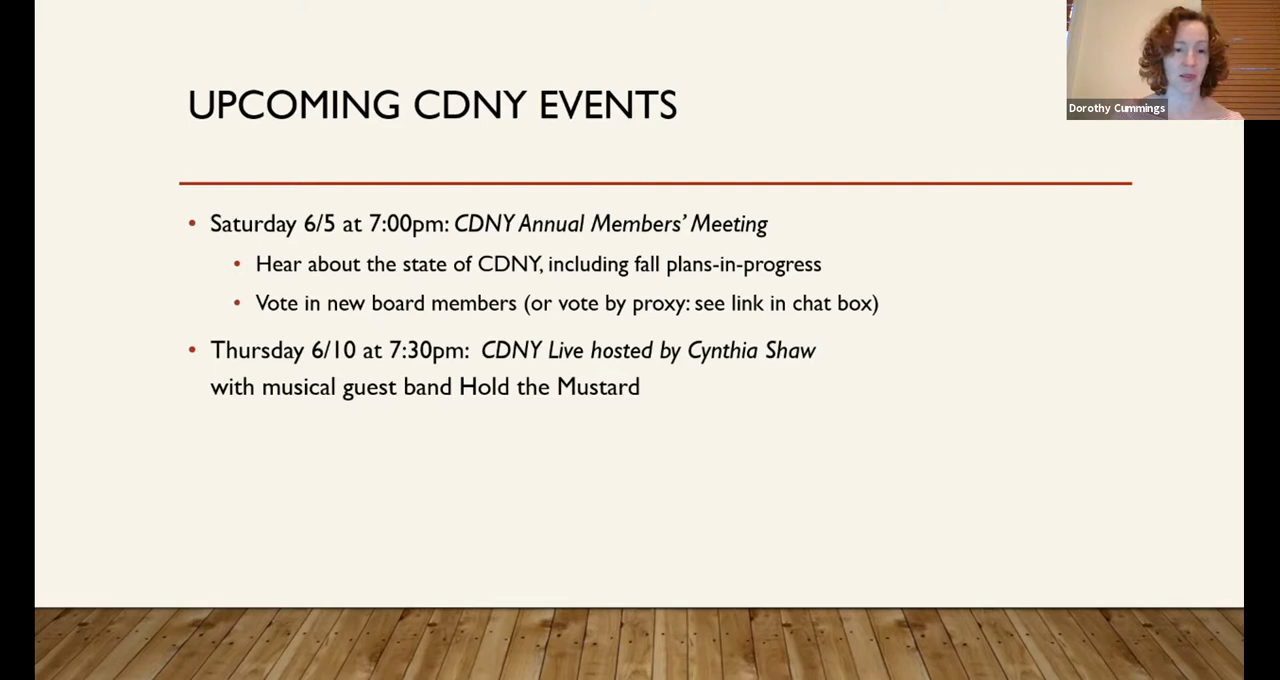 UPCOMING CDNY EVENTS
Dorothy Cummings
• Saturday 6/5 at 7:00pm: CDNY Annual Members’ Meeting
• Hear about the state of CDNY, including fall plans-in-progress
• Vote in new board members (or vote by proxy: see link in chat box)
• Thursday 6/10 at 7:30pm: CDNY Live hosted by Cynthia Shaw
with musical guest band Hold the Mustard